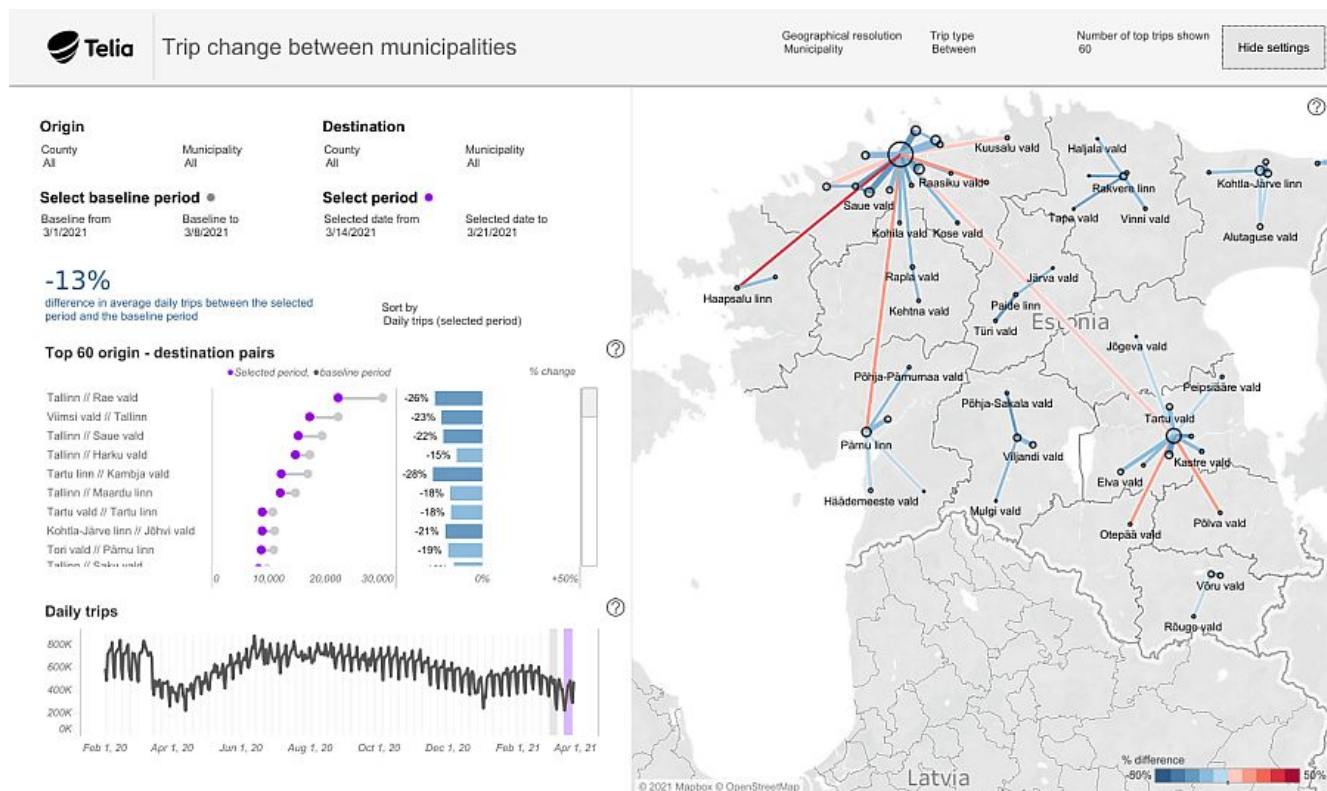 Telia
Trip change between municipalities
Geographical resolution
Municipality
Trip type
Between
Number of top trips shown
60
Hide settings
Origin
County
All
Municipality
All
Destination
County
All
Municipality
All
Select baseline period
Baseline from
3/1/2021
Baseline to
3/8/2021
Select period
Selected date from
3/14/2021
Selected date to
3/21/2021
-13%
difference in average daily trips between the selected
period and the baseline period
Sort by
Daily trips (selected period)
Top 60 origin - destination pairs
?
Selected period, baseline period
% change
Tallinn // Rae vald
-26%
Viimsi vald // Tallinn
-23%
Tallinn // Saue vald
-22%
Tallinn // Harku vald
-15%
Tartu linn // Kambja vald
-28%
Tallinn // Maardu linn
-18%
Tartu vald // Tartu linn
-18%
Kohtla-Järve linn // Jõhvi vald
-21%
Tori vald // Pärnu linn
-19%
Tallinn // Saku vald
0 10,000 20,000 30,000
0% +50%
Daily trips
?
800K
600K
400K
200K
0K
Feb 1, 20 Apr 1, 20 Jun 1, 20 Aug 1, 20 Oct 1, 20 Dec 1, 20 Feb 1, 21 Apr 1, 21
?
Kuusalu vald
Haljala vald
Raasiku vald
Rakvere linn
Kohtla-Järve linn
Saue vald
Tapa vald
Vinni vald
Kohila vald
Kose vald
Alutaguse vald
Rapla vald
Järva vald
Haapsalu linn
Kehtna vald
Paide linn
Türi vald
Estonia
Jõgeva vald
Põhja-Pärnumaa vald
Peipsiääre vald
Põhja-Sakala vald
Tartu vald
Pärnu linn
Viljandi vald
Kastre vald
Elva vald
Häädemeeste vald
Mulgi vald
Otepää vald
Põlva vald
Võru vald
Rõuge vald
Latvia
% difference
-50% 50%
© 2021 Mapbox © OpenStreetMap